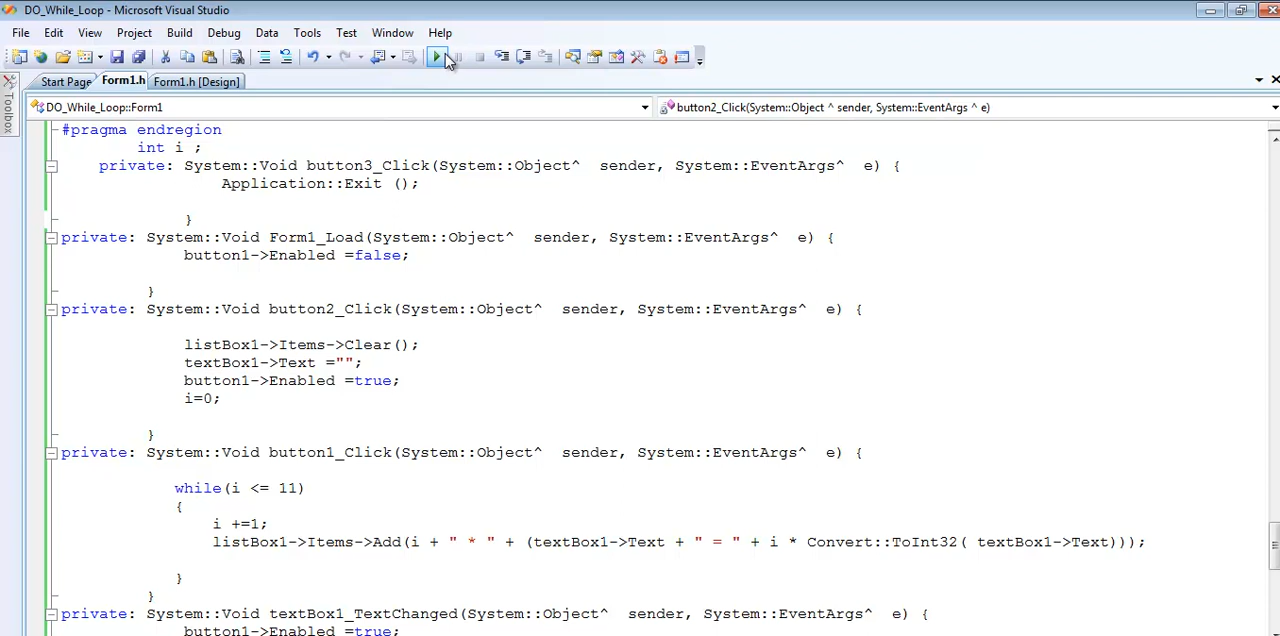 DO_While_Loop - Microsoft Visual Studio
File Edit View Project Build Debug Data Tools Test Window Help
Start Page Form1.h Form1.h [Design]
Toolbox
DO_While_Loop::Form1 button2_Click(System::Object ^ sender, System::EventArgs ^ e)
#pragma endregion
int i ;
private: System::Void button3_Click(System::Object^  sender, System::EventArgs^  e) {
Application::Exit ();
}
private: System::Void Form1_Load(System::Object^  sender, System::EventArgs^  e) {
button1->Enabled =false;
}
private: System::Void button2_Click(System::Object^  sender, System::EventArgs^  e) {
listBox1->Items->Clear();
textBox1->Text ="";
button1->Enabled =true;
i=0;
}
private: System::Void button1_Click(System::Object^  sender, System::EventArgs^  e) {
while(i <= 11)
{
i +=1;
listBox1->Items->Add(i + " * " + (textBox1->Text + " = " + i * Convert::ToInt32( textBox1->Text)));
}
}
private: System::Void textBox1_TextChanged(System::Object^  sender, System::EventArgs^  e) {
button1->Enabled =true;